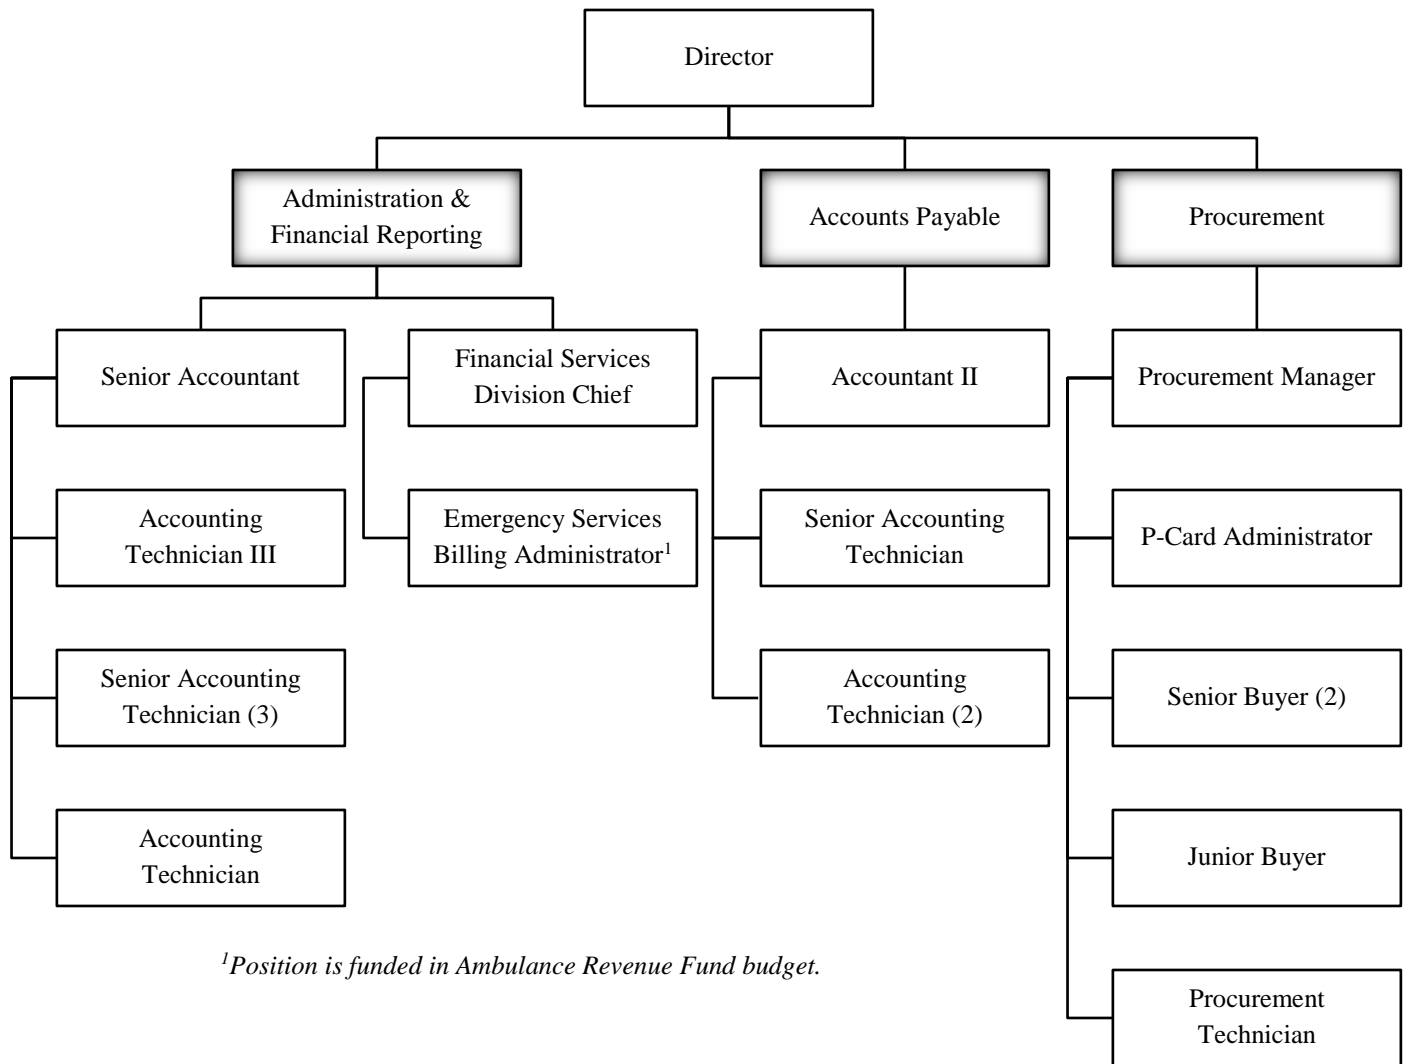 Director
Administration &
Financial Reporting
Accounts Payable
Procurement
Senior Accountant
Financial Services
Division Chief
Accountant II
Procurement Manager
Accounting
Technician III
Emergency Services
Billing Administrator¹
Senior Accounting
Technician
P-Card Administrator
Senior Accounting
Technician (3)
Accounting
Technician (2)
Senior Buyer (2)
Accounting
Technician
Junior Buyer
¹Position is funded in Ambulance Revenue Fund budget.
Procurement
Technician